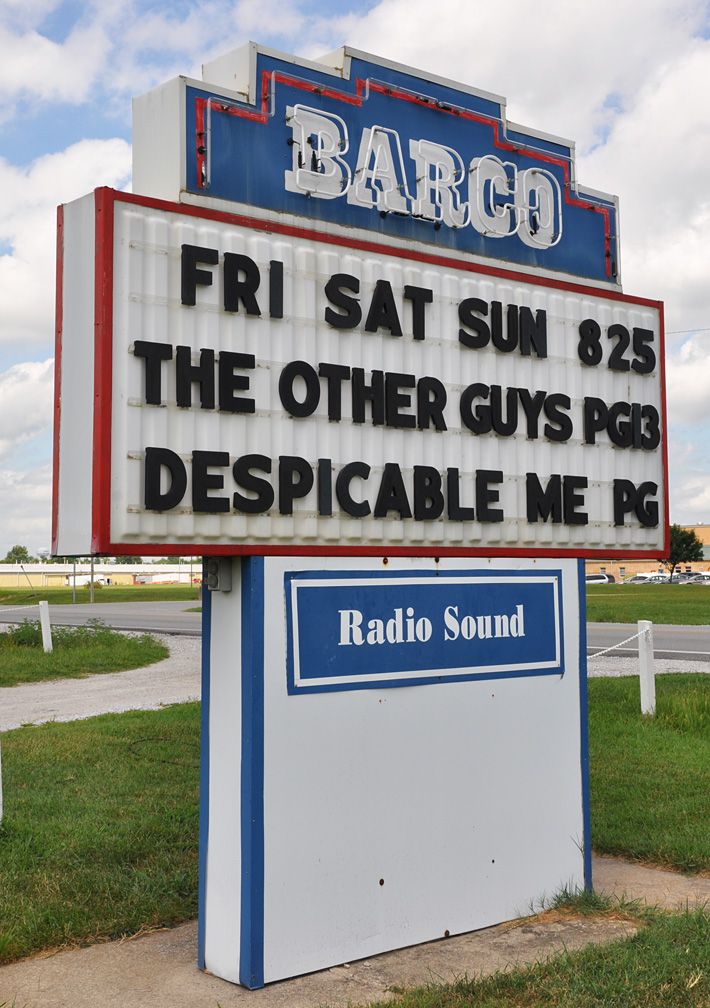 BARCO
FRI SAT SUN 825
THE OTHER GUYS PG13
DESPICABLE ME PG
Radio Sound